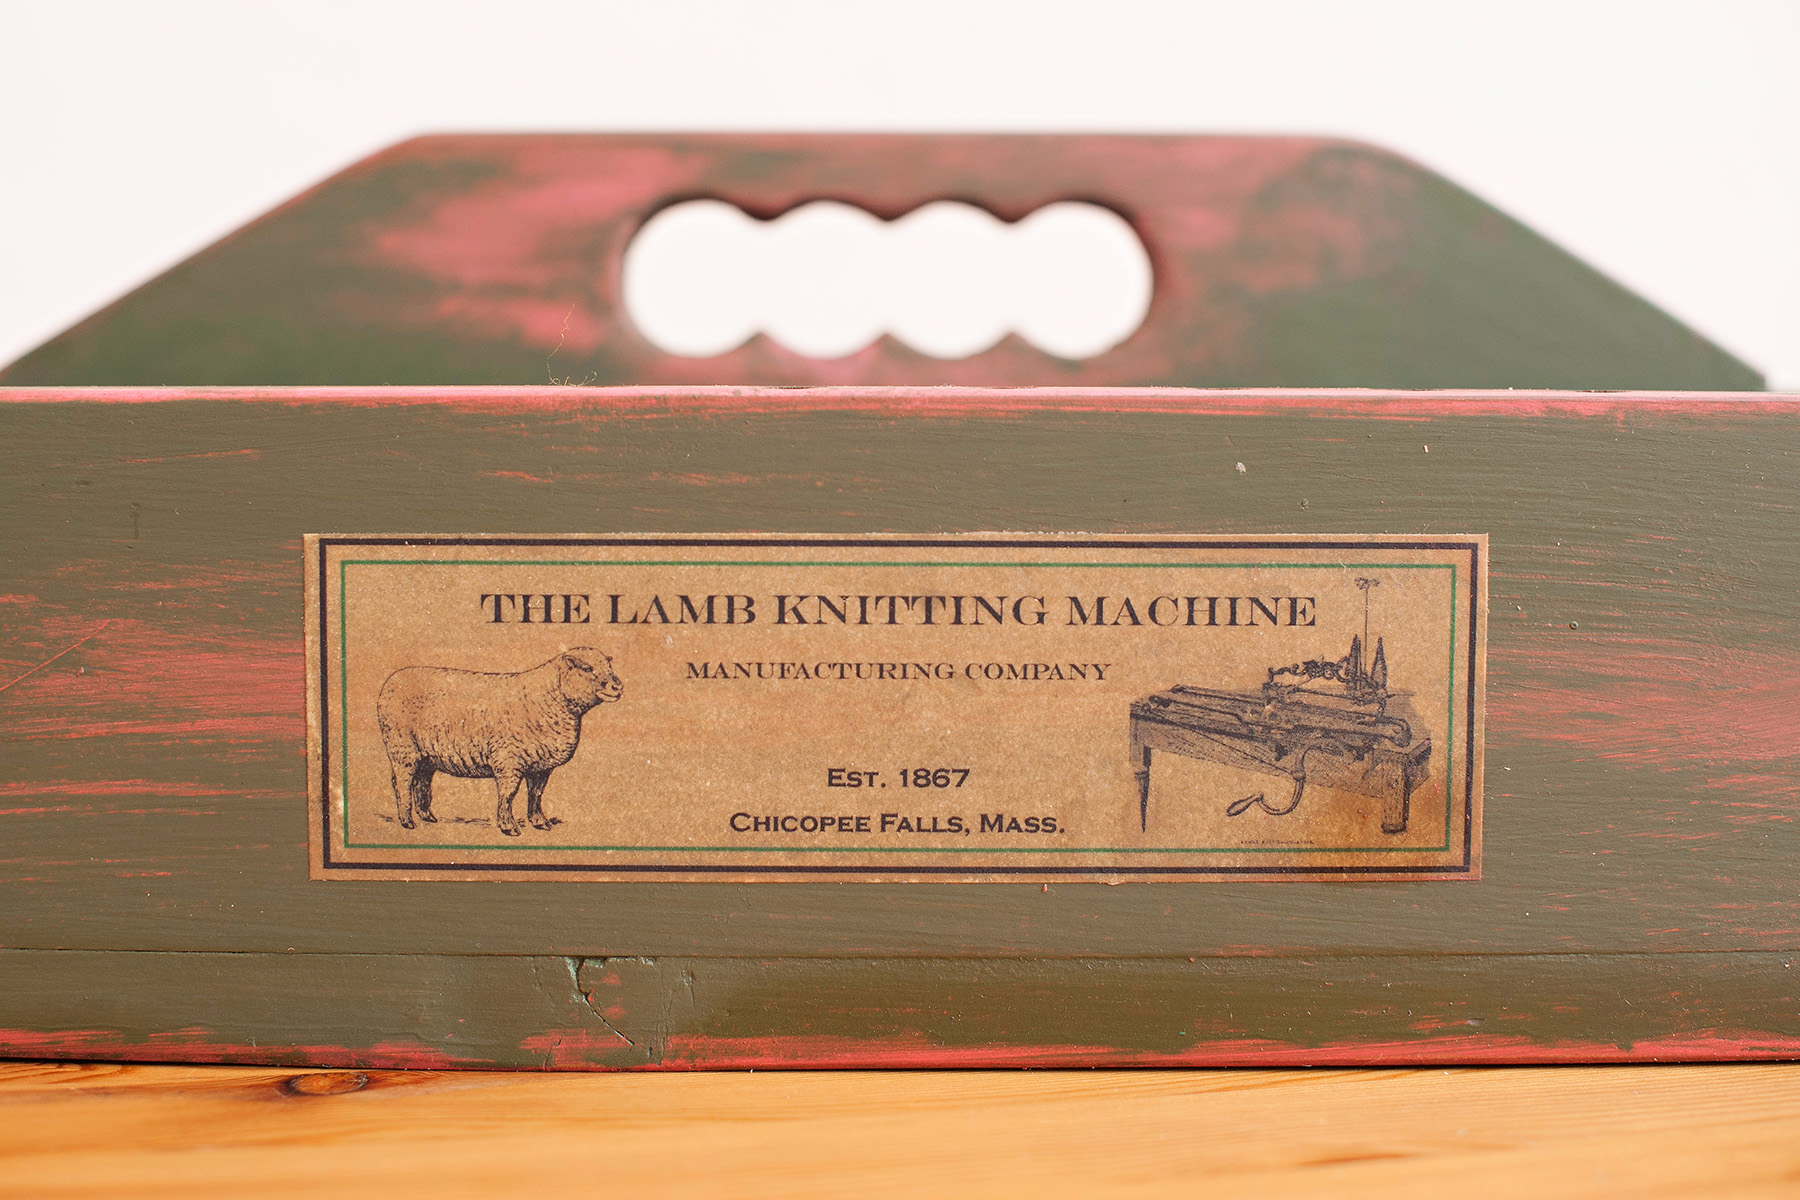 THE LAMB KNITTING MACHINE
MANUFACTURING COMPANY
EST. 1867
CHICOPEE FALLS, MASS.